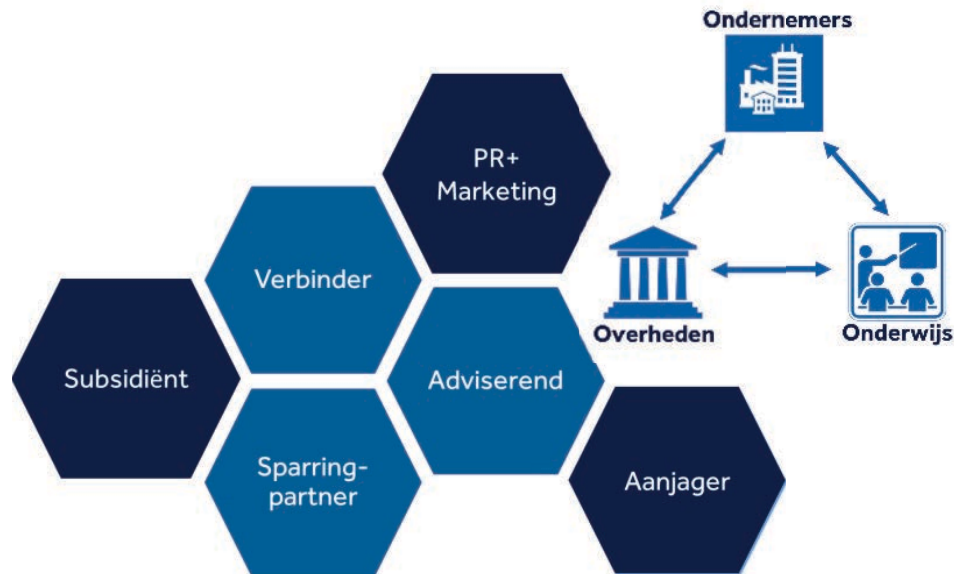 Ondernemers
PR+
Marketing
Verbinder
Overheden
Onderwijs
Subsidiënt
Adviserend
Sparring-
partner
Aanjager